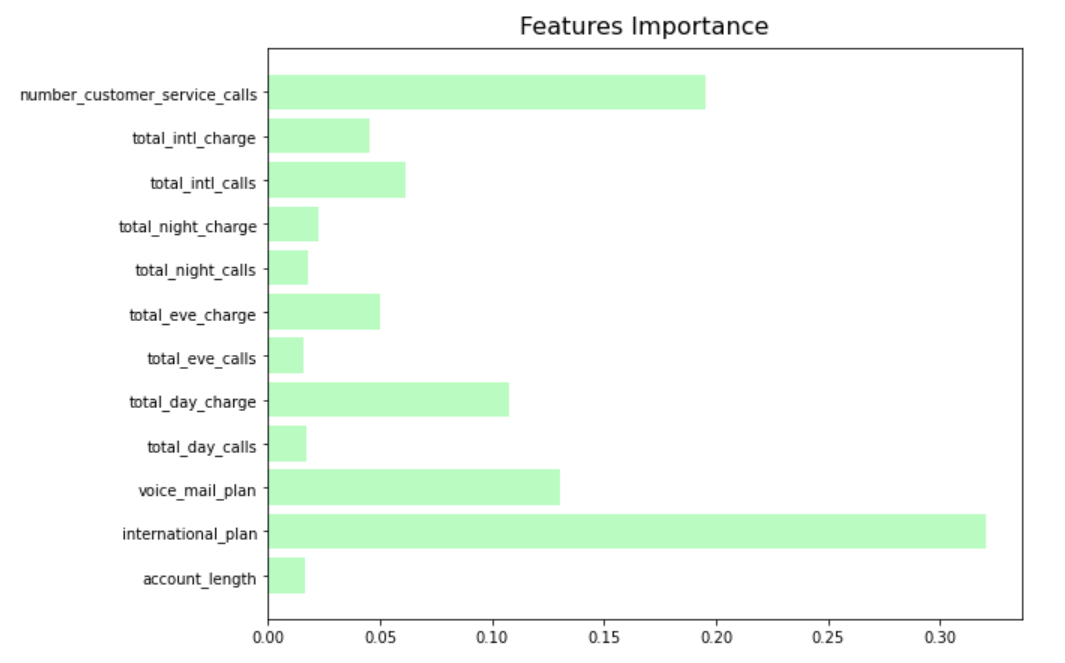 Features Importance
number_customer_service_calls
total_intl_charge
total_intl_calls
total_night_charge
total_night_calls
total_eve_charge
total_eve_calls
total_day_charge
total_day_calls
voice_mail_plan
international_plan
account_length
0.00 0.05 0.10 0.15 0.20 0.25 0.30